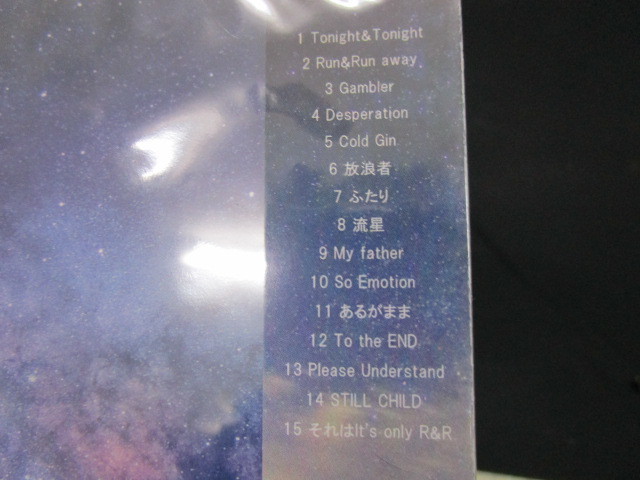 1 Tonight&Tonight
2 Run&Run away
3 Gambler
4 Desperation
5 Cold Gin
6 放浪者
7 ふたり
8 流星
9 My father
10 So Emotion
11 あるがまま
12 To the END
13 Please Understand
14 STILL CHILD
15 それはIt's only R&R